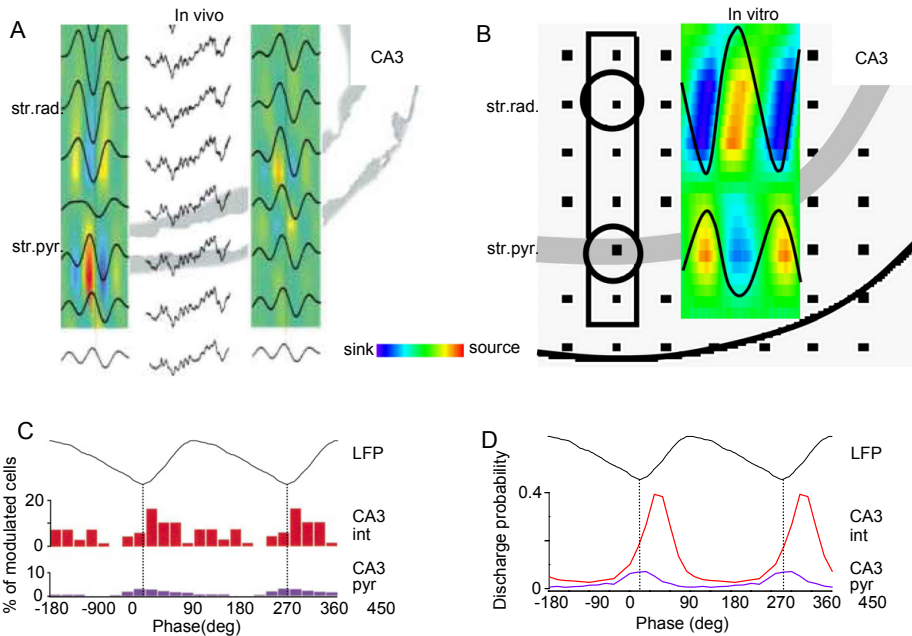 In vivo
A
CA3
str.rad.
str.pyr.
In vitro
B
CA3
str.rad.
str.pyr.
sink
source
C
LFP
% of modulated cells
20
0
CA3
int
10
0
CA3
pyr
-180 -900 0 90 180 270 360 450
Phase(deg)
D
LFP
Discharge probability
0.4
0
CA3
int
CA3
pyr
-180 -90 0 90 180 270 360 450
Phase (deg)